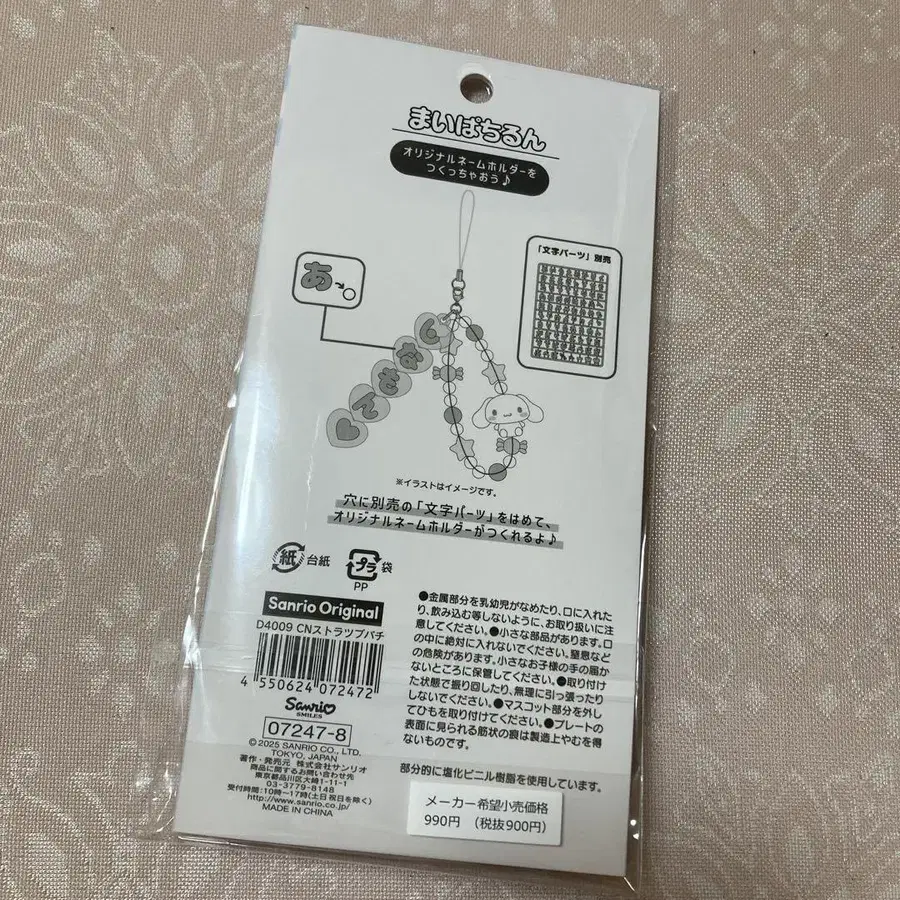 まいぱちるん
オリジナルネームホルダーを
つくっちゃおう♪
「文字パーツ」別売
あ
※イラストはイメージです。
穴に別売の「文字パーツ」をはめて、
オリジナルネームホルダーがつくれるよ♪
紙 台紙
プラ 袋
PP
Sanrio Original
D4009 CNストラップパチ
4 550624 072472
Sanrio
SMILES
07247-8
© 2025 SANRIO CO., LTD.
TOKYO, JAPAN
著作・発売元 株式会社サンリオ
商品に関するお問い合わせ先
東京都品川区大崎1-11-1
03-3779-8148
受付時間:10時〜17時(土日祝日を除く)
http://www.sanrio.co.jp/
MADE IN CHINA
●金属部分を乳幼児がなめたり、口に入れた
り、飲み込む等しないように、お取り扱いに注
意してください。●小さな部品があります。口
の中に絶対に入れないでください。窒息など
の危険があります。小さなお子様の手の届か
ないところに保管してください。●取り付け
た状態で振り回したり、無理に引っ張ったり
しないでください。●マスコット部分を外し
てひもを取り付けてください。●プレートの
表面に見られる筋状の痕は製造上やむを得
ないものです。
部分的に塩化ビニル樹脂を使用しています。
メーカー希望小売価格
990円 (税抜900円)